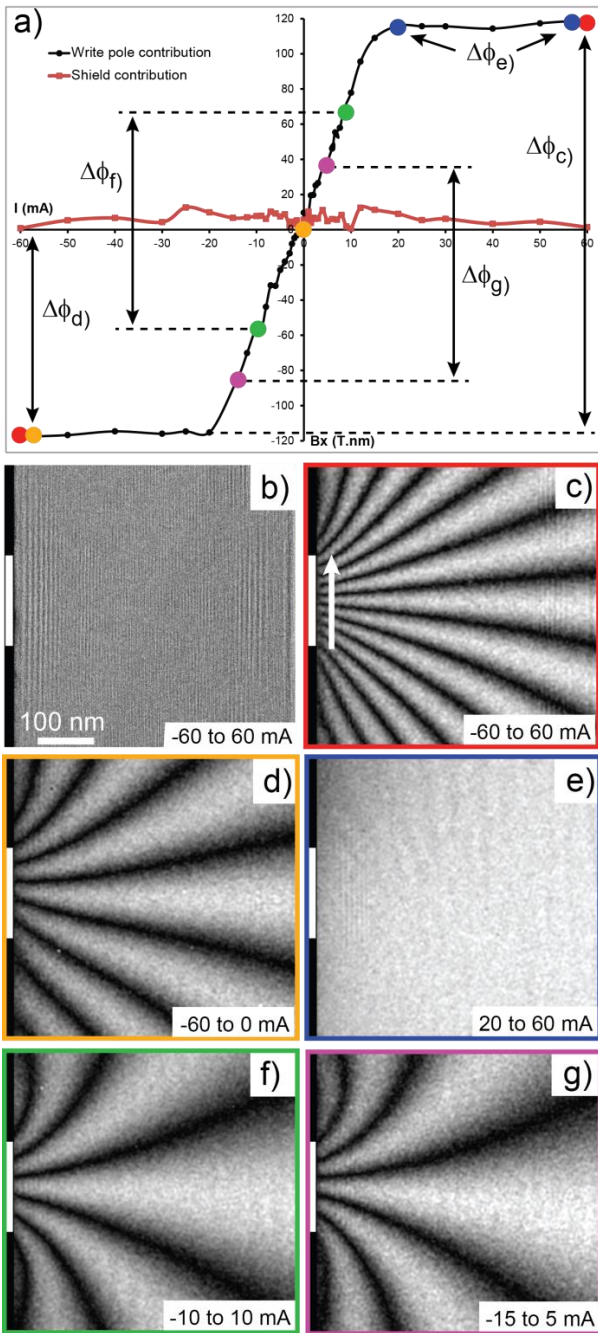 a)
Write pole contribution
Shield contribution
120
100
80
60
40
20
0
-20
-40
-60
-80
-100
-120
I (mA)
-60 -50 -40 -30 -20 -10 0 10 20 30 40 50 60
Bx (T.nm)
Δϕe)
Δϕc)
Δϕf)
Δϕg)
Δϕd)
b)
100 nm
-60 to 60 mA
c)
-60 to 60 mA
d)
-60 to 0 mA
e)
20 to 60 mA
f)
-10 to 10 mA
g)
-15 to 5 mA